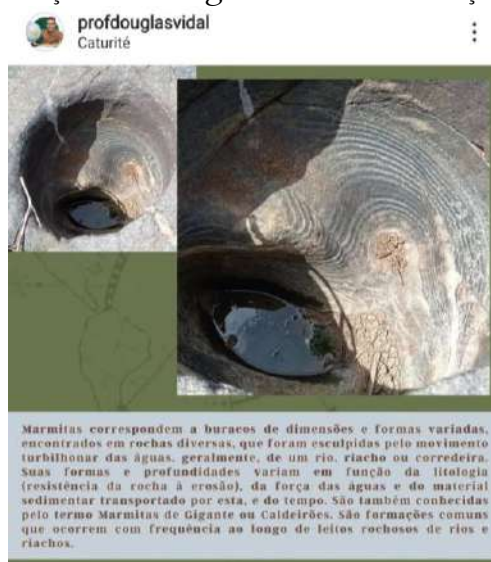 profdouglasvidal
Caturité
Marmitas correspondem a buracos de dimensões e formas variadas,
encontrados em rochas diversas, que foram esculpidas pelo movimento
turbilhonar das águas, geralmente, de um rio, riacho ou corredeira.
Suas formas e profundidades variam em função da litologia
(resistência da rocha à erosão), da força das águas e do material
sedimentar transportado por esta, e do tempo. São também conhecidas
pelo termo Marmitas de Gigante ou Caldeirões. São formações comuns
que ocorrem com frequência ao longo de leitos rochosos de rios e
riachos.